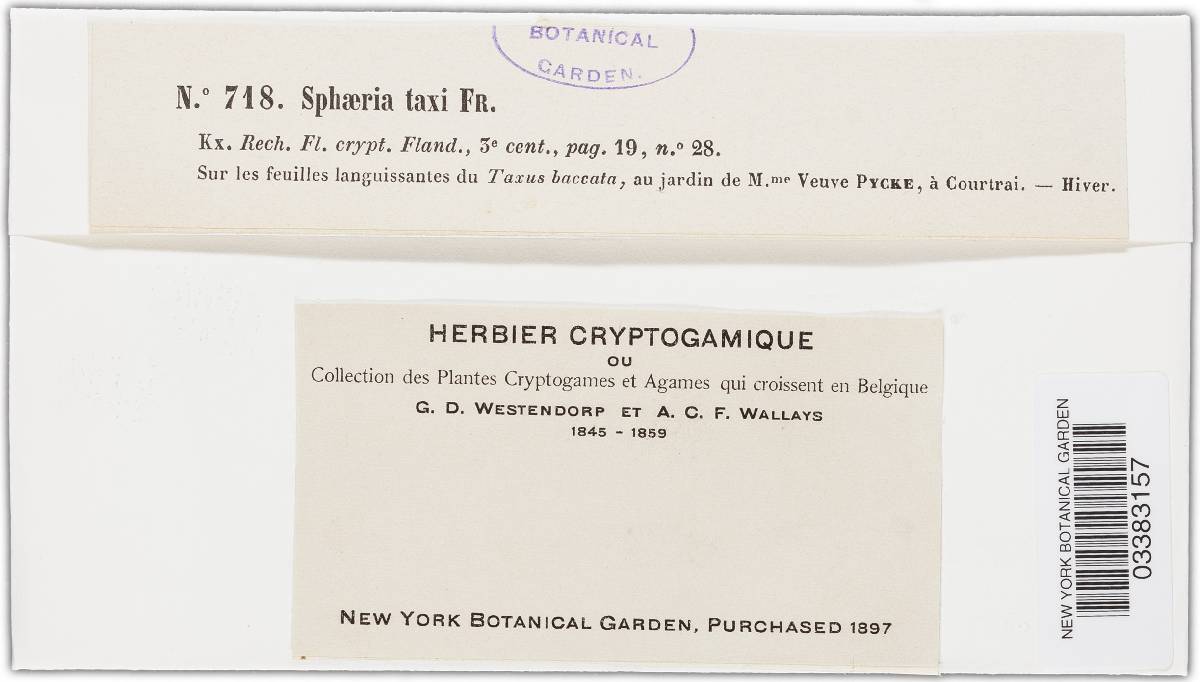 BOTANICAL
GARDEN.
N.º 718. Sphæria taxi Fr.
Kx. Rech. Fl. crypt. Fland., 3e cent., pag. 19, n.º 28.
Sur les feuilles languissantes du Taxus baccata, au jardin de M.me Veuve Pycke, à Courtrai. — Hiver.
HERBIER CRYPTOGAMIQUE
OU
Collection des Plantes Cryptogames et Agames qui croissent en Belgique
G. D. Westendorp et A. C. F. Wallays
1845 - 1859
New York Botanical Garden, Purchased 1897
NEW YORK BOTANICAL GARDEN
03383157